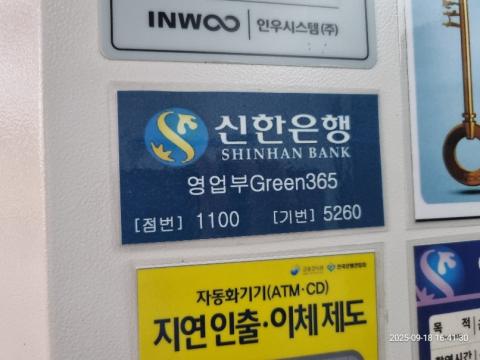 INWOO 인우시스템(주)
신한은행
SHINHAN BANK
영업부Green365
[점번] 1100 [기번] 5260
자동화기기(ATM·CD)
지연 인출·이체 제도
목 적
2025-09-18 16:41:30